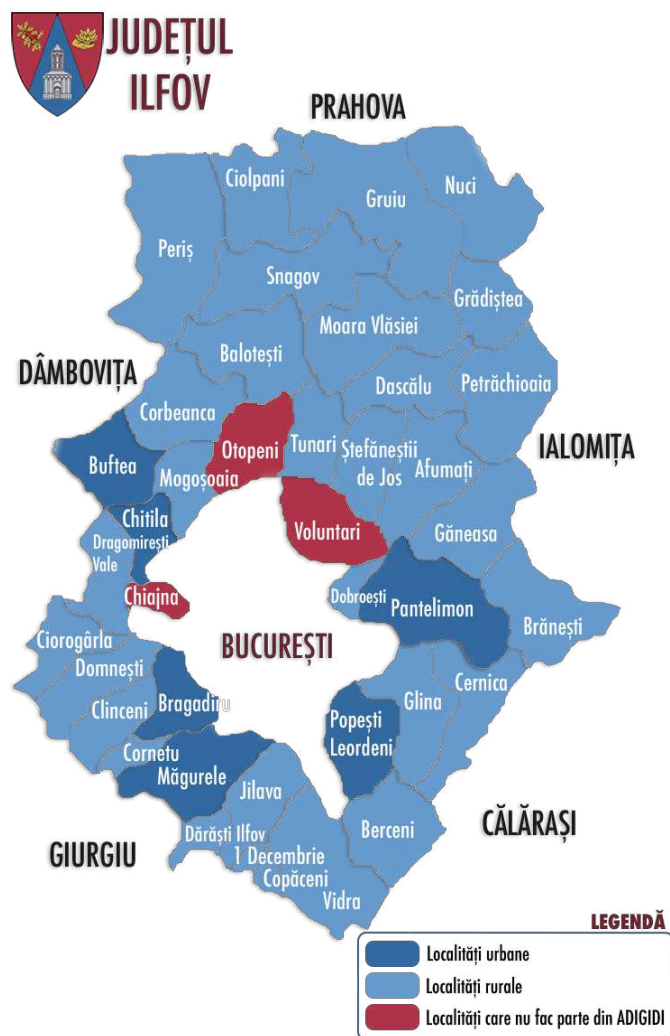 JUDEȚUL
ILFOV
PRAHOVA
Ciolpani
Gruiu
Nuci
Periș
Snagov
Grădiștea
Moara Vlăsiei
Balotești
DÂMBOVIȚA
Dascălu
Petrăchioaia
Corbeanca
Otopeni
Tunari
Ștefăneștii
de Jos
Afumați
IALOMIȚA
Buftea
Mogoșoaia
Chitila
Voluntari
Găneasa
Dragomirești
Vale
Chiajna
Dobroești
Pantelimon
Brănești
Ciorogârla
BUCUREȘTI
Domnești
Cernica
Clinceni
Bragadiru
Glina
Popești
Leordeni
Cornetu
Măgurele
Jilava
Dărăști Ilfov
Berceni
CĂLĂRAȘI
GIURGIU
1 Decembrie
Copăceni
Vidra
LEGENDĂ
Localități urbane
Localități rurale
Localități care nu fac parte din ADIGIDI